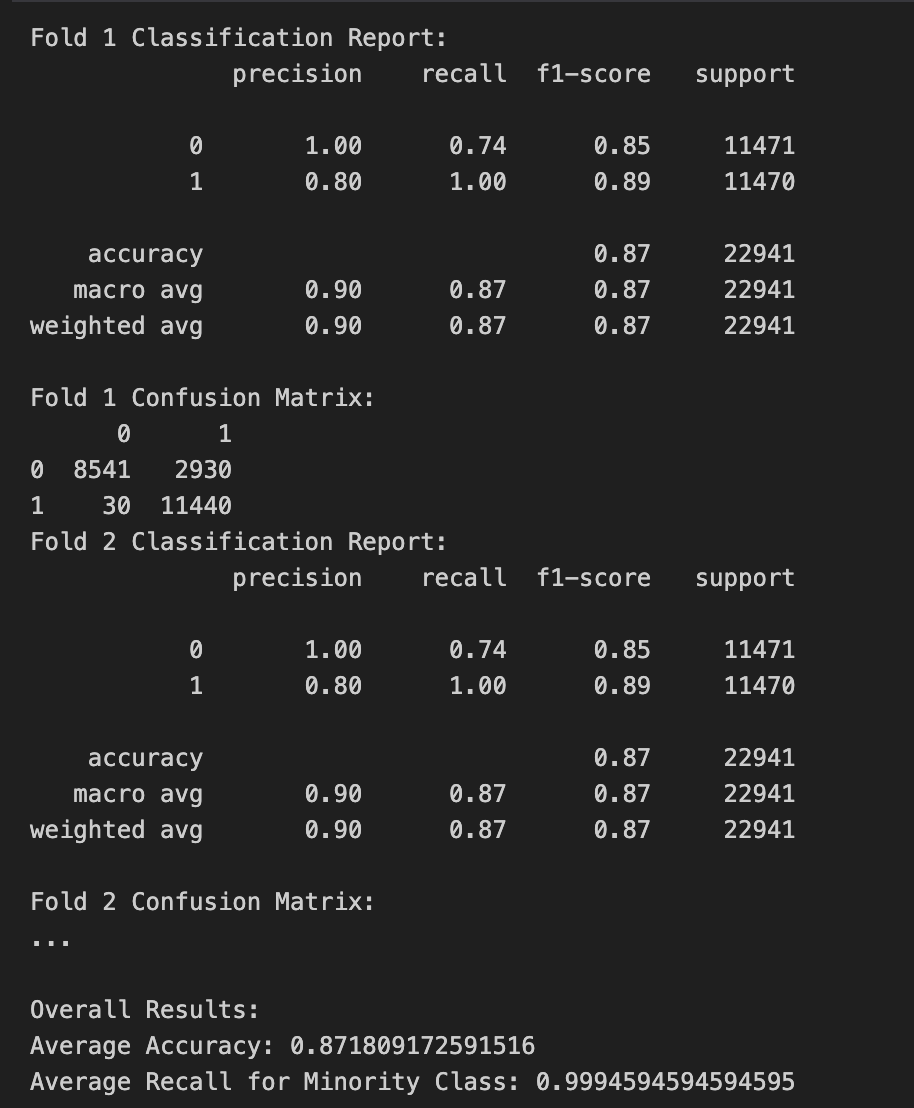 Fold 1 Classification Report:
precision recall f1-score support
0 1.00 0.74 0.85 11471
1 0.80 1.00 0.89 11470
accuracy 0.87 22941
macro avg 0.90 0.87 0.87 22941
weighted avg 0.90 0.87 0.87 22941
Fold 1 Confusion Matrix:
0 1
0 8541 2930
1 30 11440
Fold 2 Classification Report:
precision recall f1-score support
0 1.00 0.74 0.85 11471
1 0.80 1.00 0.89 11470
accuracy 0.87 22941
macro avg 0.90 0.87 0.87 22941
weighted avg 0.90 0.87 0.87 22941
Fold 2 Confusion Matrix:
...
Overall Results:
Average Accuracy: 0.871809172591516
Average Recall for Minority Class: 0.9994594594594595